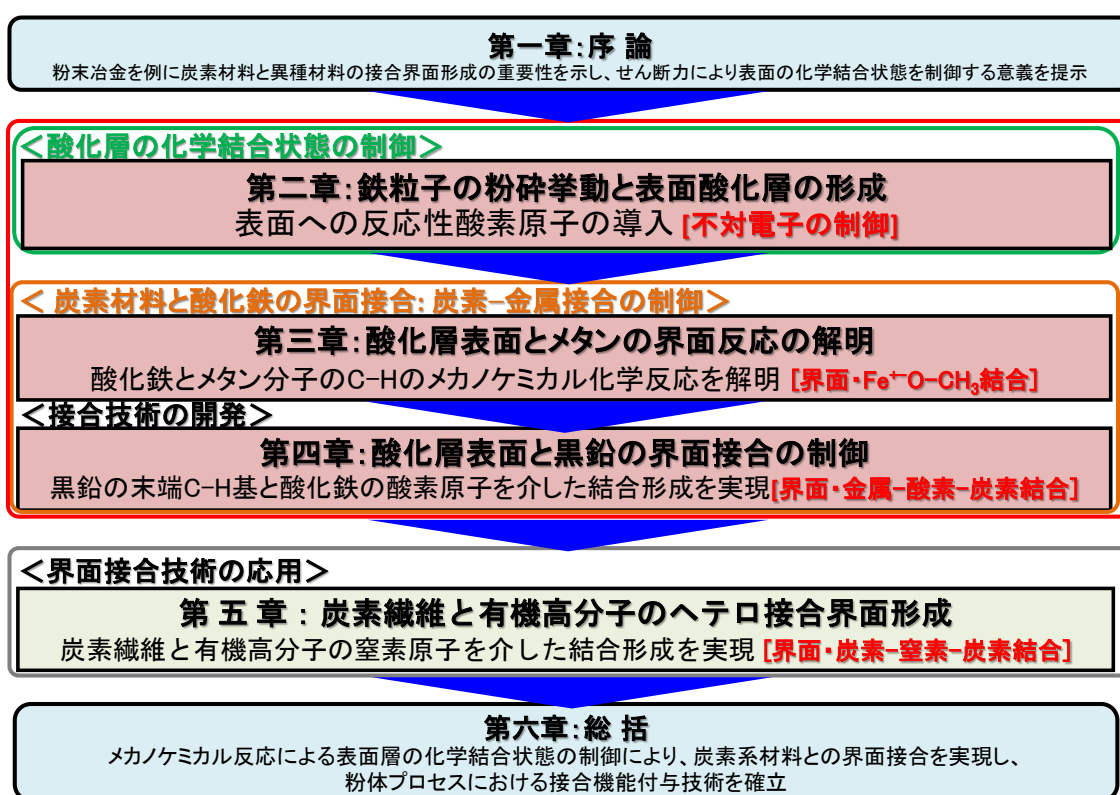 第一章：序 論
粉末冶金を例に炭素材料と異種材料の接合界面形成の重要性を示し、せん断力により表面の化学結合状態を制御する意義を提示
＜酸化層の化学結合状態の制御＞
第二章：鉄粒子の粉砕挙動と表面酸化層の形成
表面への反応性酸素原子の導入 [不対電子の制御]
＜ 炭素材料と酸化鉄の界面接合: 炭素−金属接合の制御＞
第三章：酸化層表面とメタンの界面反応の解明
酸化鉄とメタン分子のC-Hのメカノケミカル化学反応を解明 [界面・Fe⁺⁻O-CH₃結合]
＜接合技術の開発＞
第四章：酸化層表面と黒鉛の界面接合の制御
黒鉛の末端C-H基と酸化鉄の酸素原子を介した結合形成を実現[界面・金属-酸素-炭素結合]
＜界面接合技術の応用＞
第 五 章 ： 炭素繊維と有機高分子のヘテロ接合界面形成
炭素繊維と有機高分子の窒素原子を介した結合形成を実現 [界面・炭素-窒素-炭素結合]
第六章：総 括
メカノケミカル反応による表面層の化学結合状態の制御により、炭素系材料との界面接合を実現し、
粉体プロセスにおける接合機能付与技術を確立